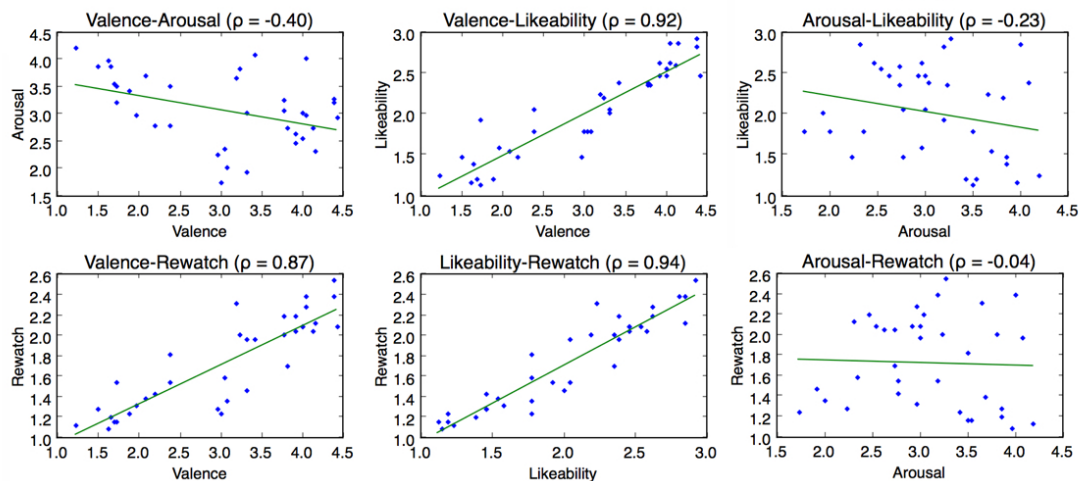 Valence-Arousal (ρ = -0.40)
4.5
4.0
3.5
3.0
2.5
2.0
1.5
Arousal
1.0 1.5 2.0 2.5 3.0 3.5 4.0 4.5
Valence
Valence-Likeability (ρ = 0.92)
3.0
2.5
2.0
1.5
1.0
Likeability
1.0 1.5 2.0 2.5 3.0 3.5 4.0 4.5
Valence
Arousal-Likeability (ρ = -0.23)
3.0
2.5
2.0
1.5
1.0
Likeability
1.5 2.0 2.5 3.0 3.5 4.0 4.5
Arousal
Valence-Rewatch (ρ = 0.87)
2.6
2.4
2.2
2.0
1.8
1.6
1.4
1.2
1.0
Rewatch
1.0 1.5 2.0 2.5 3.0 3.5 4.0 4.5
Valence
Likeability-Rewatch (ρ = 0.94)
2.6
2.4
2.2
2.0
1.8
1.6
1.4
1.2
1.0
Rewatch
1.0 1.5 2.0 2.5 3.0
Likeability
Arousal-Rewatch (ρ = -0.04)
2.6
2.4
2.2
2.0
1.8
1.6
1.4
1.2
1.0
Rewatch
1.5 2.0 2.5 3.0 3.5 4.0 4.5
Arousal